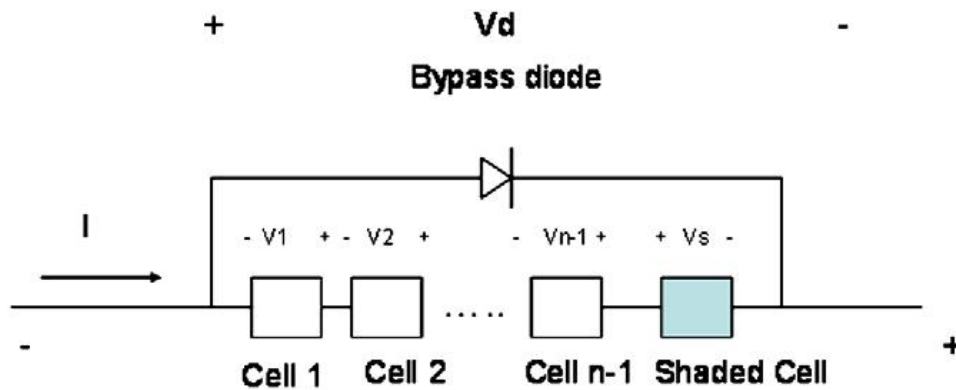 + Vd -
Bypass diode
I
- V1 + - V2 + - Vn-1 + + Vs -
.....
- +
Cell 1 Cell 2 Cell n-1 Shaded Cell